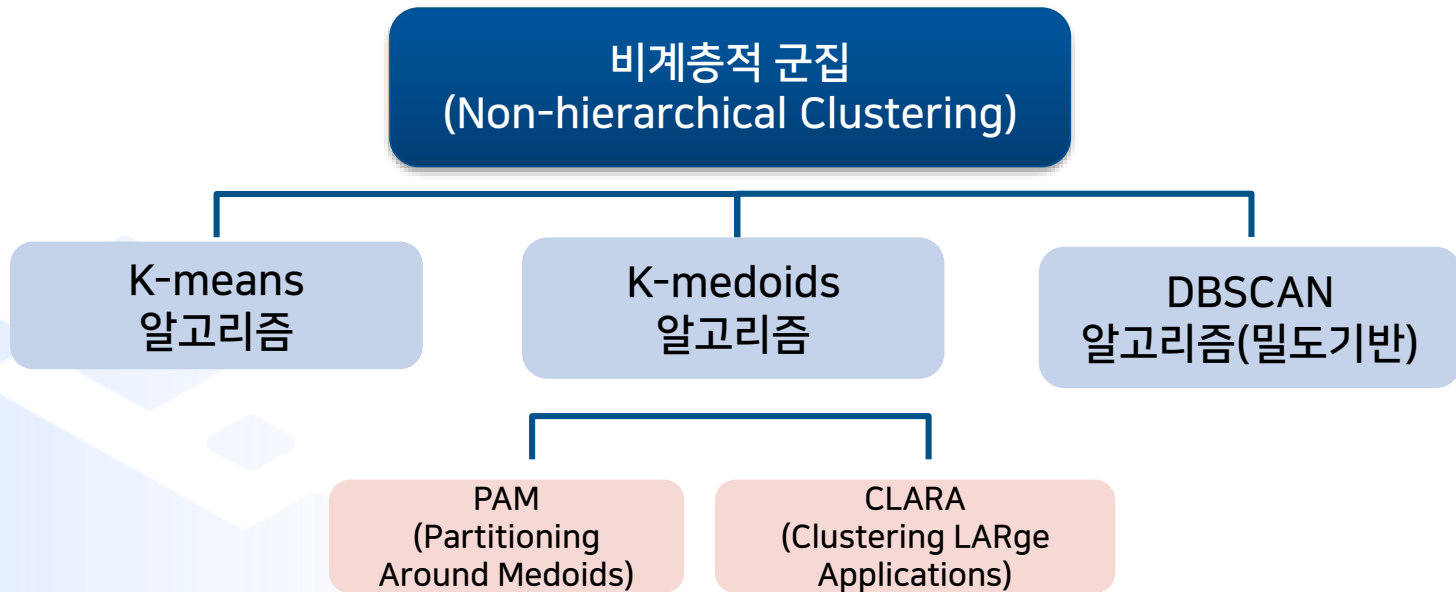 비계층적 군집
(Non-hierarchical Clustering)
K-means
알고리즘
K-medoids
알고리즘
DBSCAN
알고리즘(밀도기반)
PAM
(Partitioning
Around Medoids)
CLARA
(Clustering LARge
Applications)